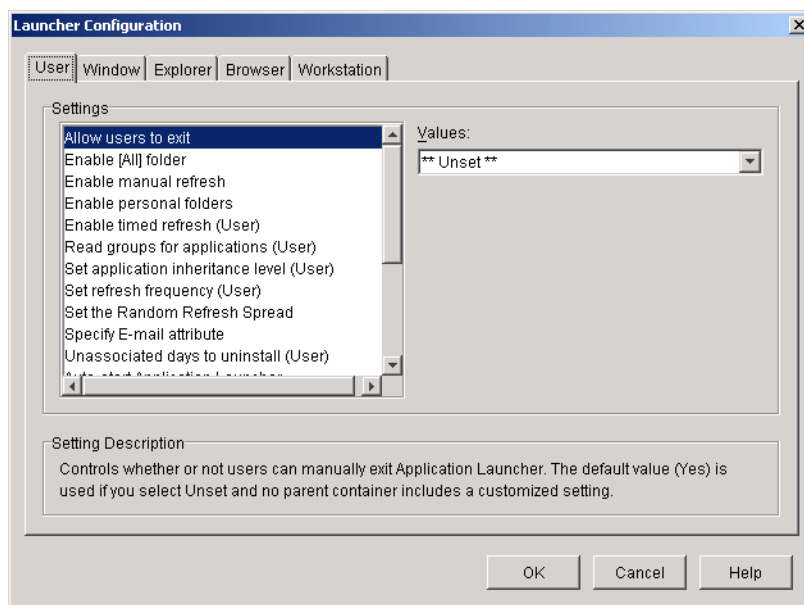 Launcher Configuration
User Window Explorer Browser Workstation
Settings
Allow users to exit
Enable [All] folder
Enable manual refresh
Enable personal folders
Enable timed refresh (User)
Read groups for applications (User)
Set application inheritance level (User)
Set refresh frequency (User)
Set the Random Refresh Spread
Specify E-mail attribute
Unassociated days to uninstall (User)
Values:
** Unset **
Setting Description
Controls whether or not users can manually exit Application Launcher. The default value (Yes) is
used if you select Unset and no parent container includes a customized setting.
OK Cancel Help